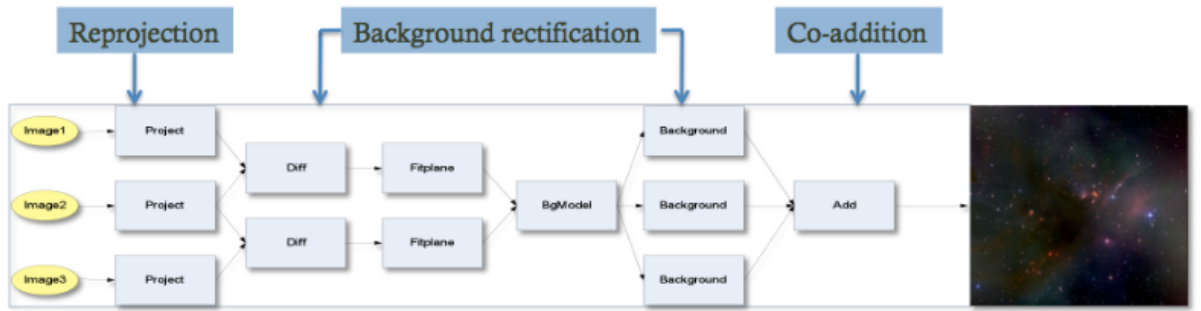 Reprojection
Background rectification
Co-addition
Image1
Project
Background
Diff
Fitplane
Image2
Project
BgModel
Background
Add
Diff
Fitplane
Image3
Project
Background